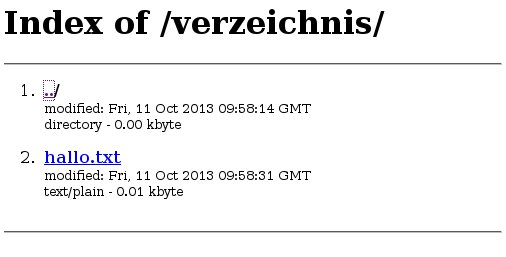 Index of /verzeichnis/
1. ../
modified: Fri, 11 Oct 2013 09:58:14 GMT
directory - 0.00 kbyte
2. hallo.txt
modified: Fri, 11 Oct 2013 09:58:31 GMT
text/plain - 0.01 kbyte